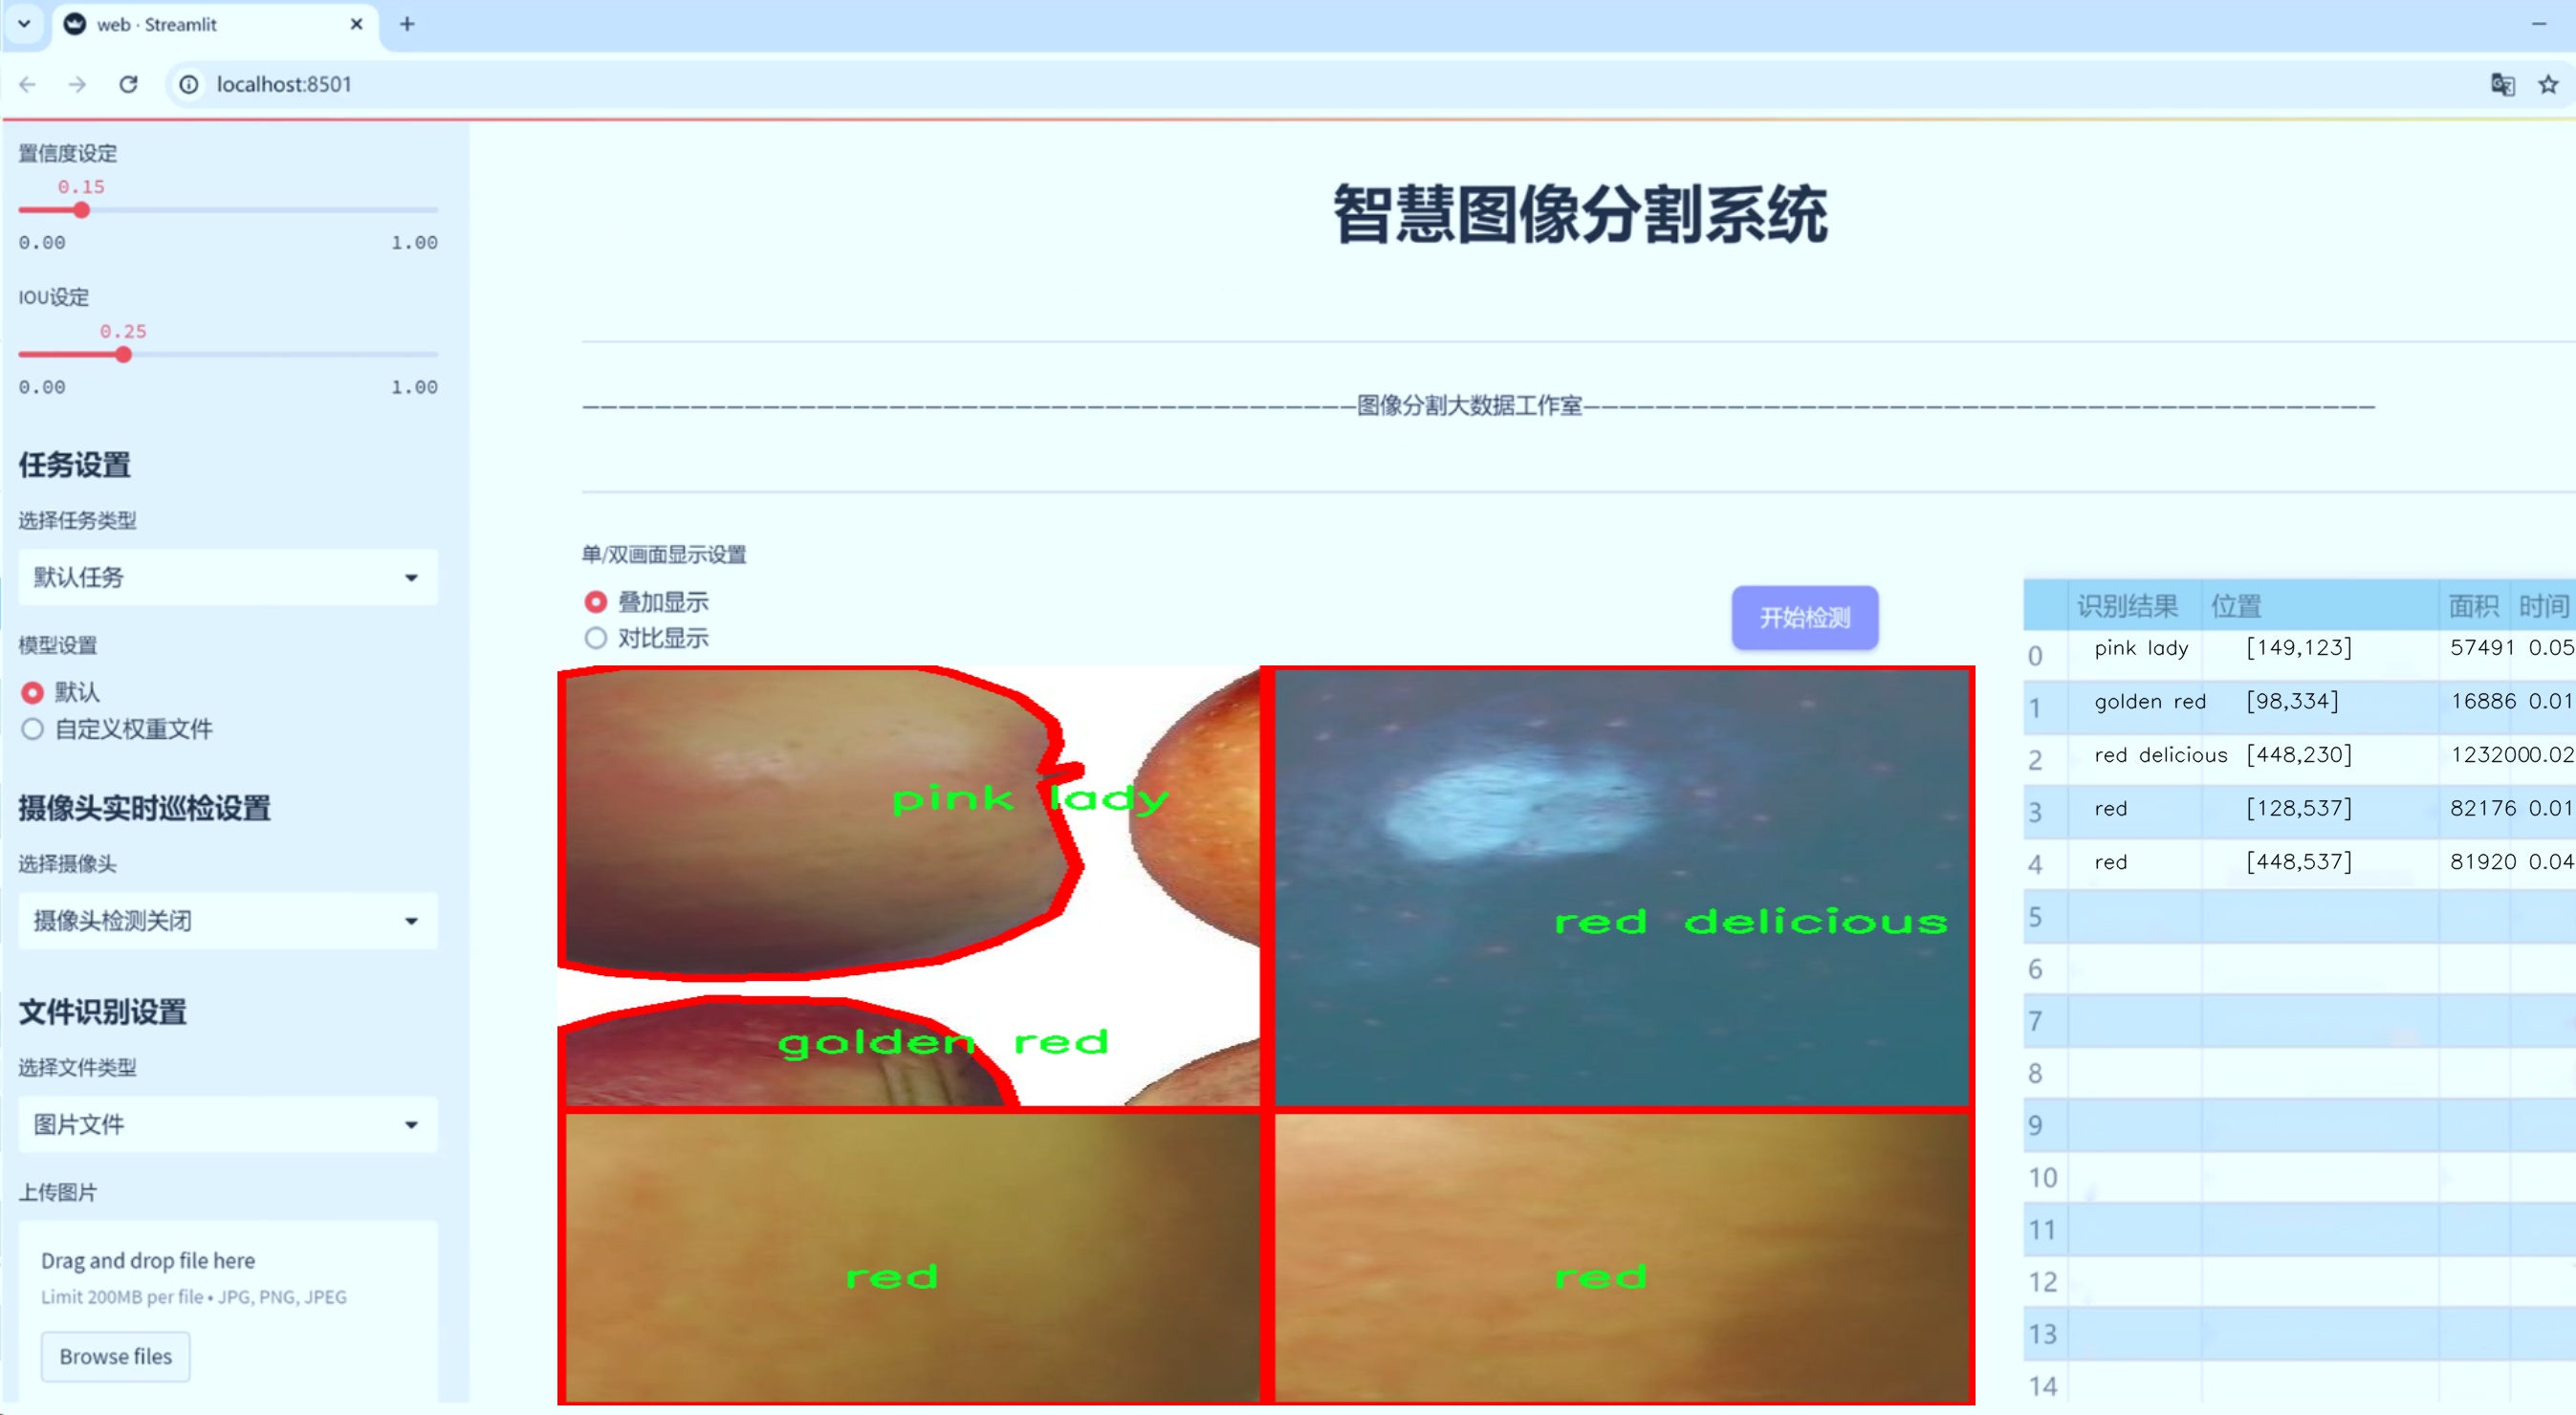 web · Streamlit
localhost:8501
置信度设定
0.15
0.00 1.00
IOU设定
0.25
0.00 1.00
任务设置
选择任务类型
默认任务
模型设置
默认
自定义权重文件
摄像头实时巡检设置
选择摄像头
摄像头检测关闭
文件识别设置
选择文件类型
图片文件
上传图片
Drag and drop file here
Limit 200MB per file • JPG, PNG, JPEG
Browse files
智慧图像分割系统
图像分割大数据工作室
单/双画面显示设置
叠加显示
对比显示
开始检测
pink lady
red delicious
golden red
red
red
识别结果 位置 面积 时间
0 pink lady [149,123] 57491 0.05
1 golden red [98,334] 16886 0.01
2 red delicious [448,230] 1232000.02
3 red [128,537] 82176 0.01
4 red [448,537] 81920 0.04
5
6
7
8
9
10
11
12
13
14